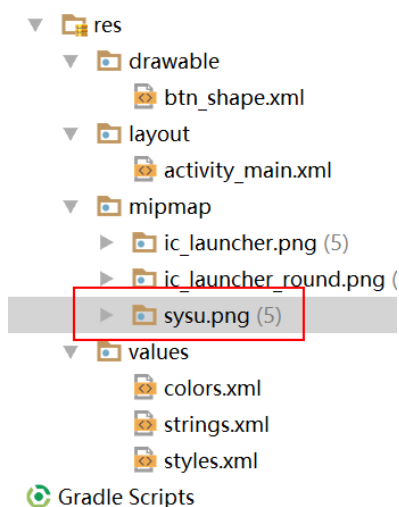 res
drawable
btn_shape.xml
layout
activity_main.xml
mipmap
ic_launcher.png (5)
ic_launcher_round.png (
sysu.png (5)
values
colors.xml
strings.xml
styles.xml
Gradle Scripts